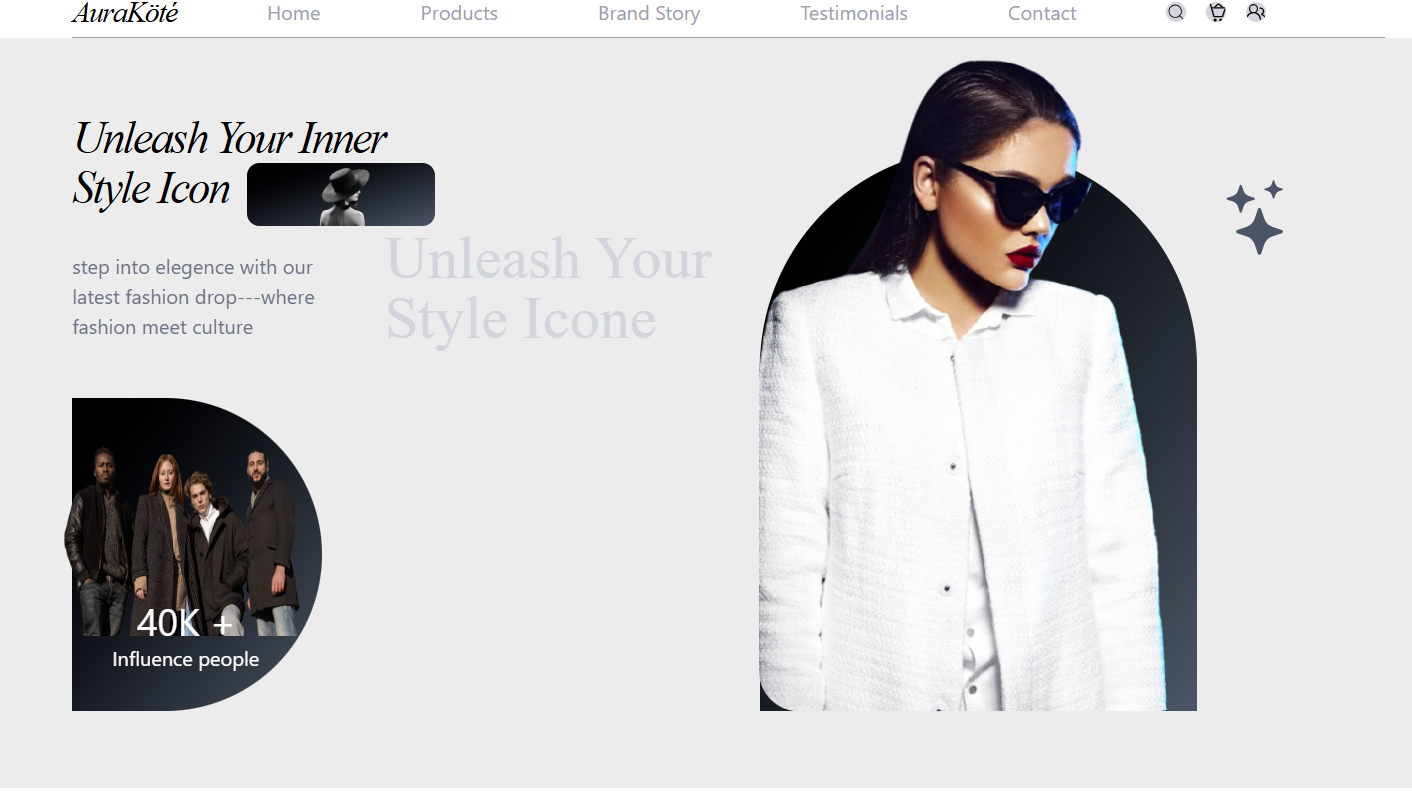 AuraKöté
Home
Products
Brand Story
Testimonials
Contact
Unleash Your Inner
Style Icon
step into elegence with our
latest fashion drop---where
fashion meet culture
Unleash Your
Style Icone
40K +
Influence people